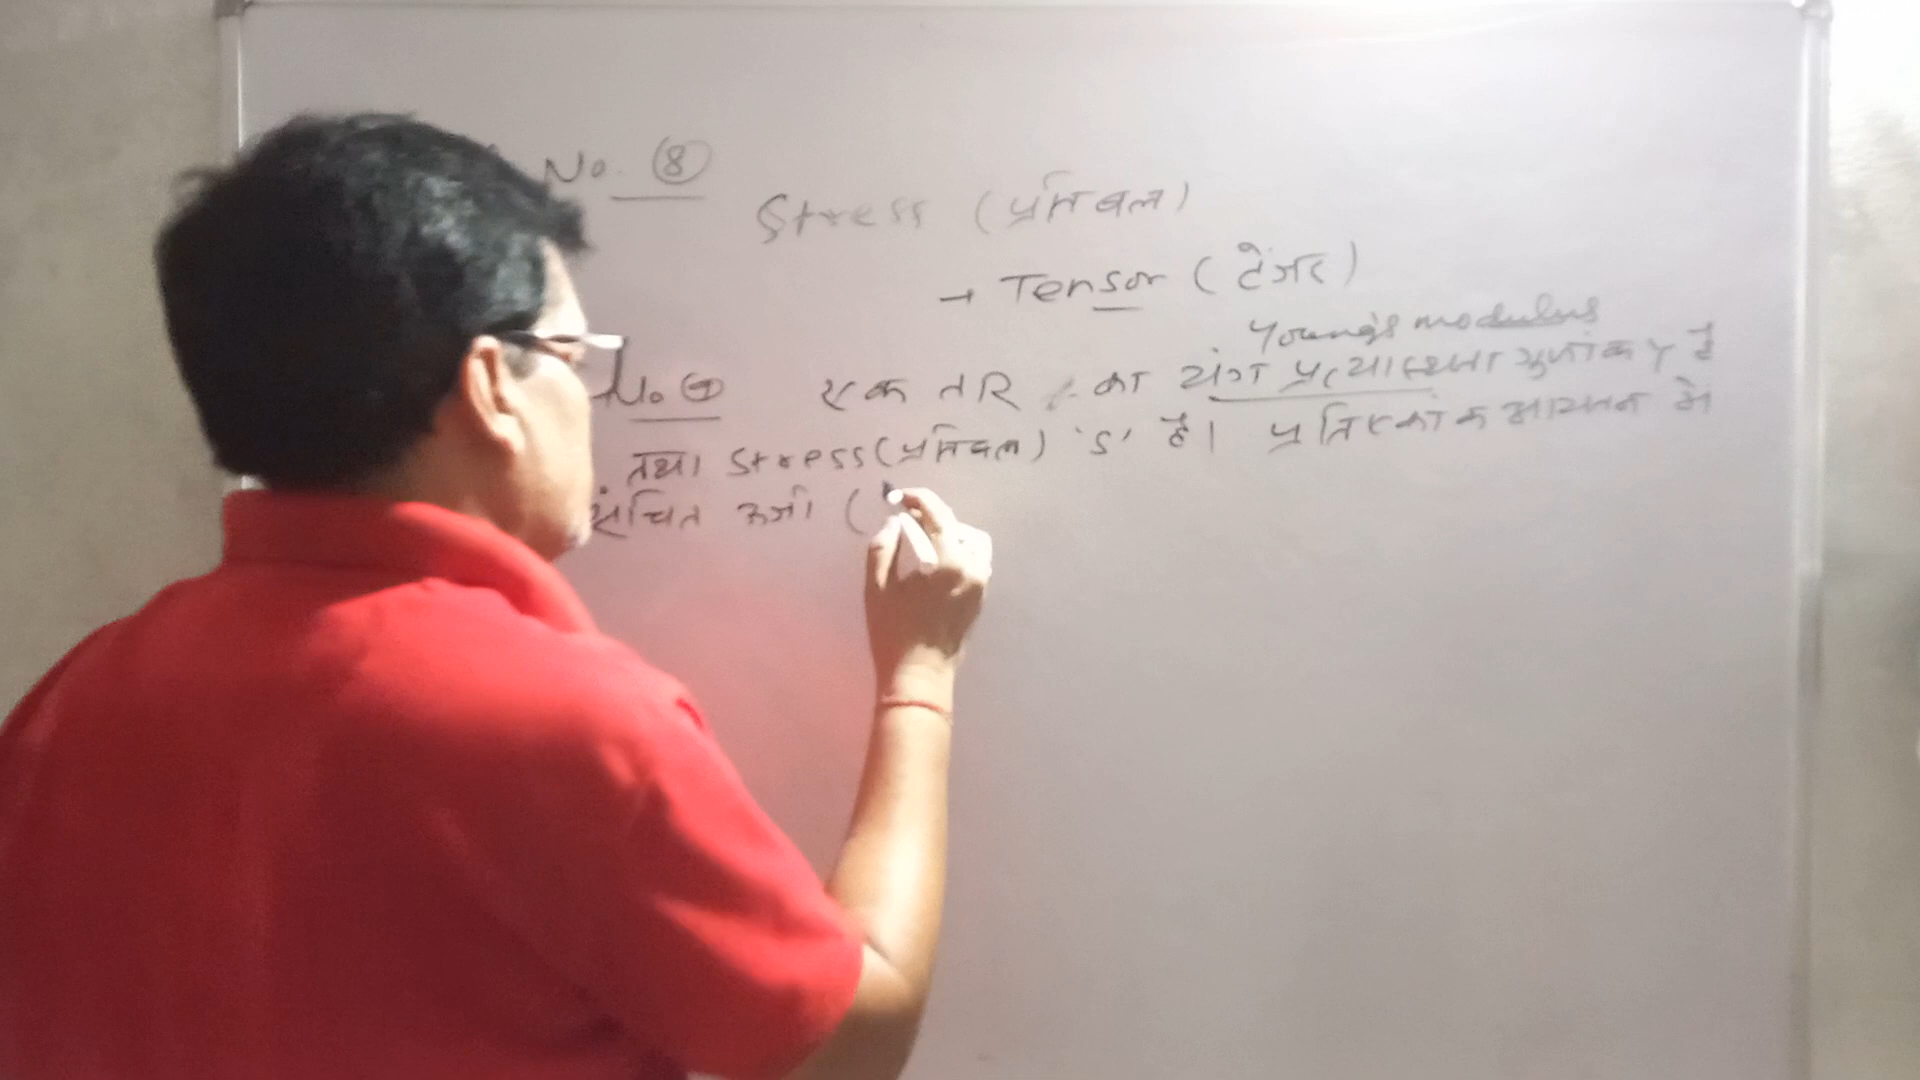 No. 8
Stress (प्रतिबल)
→ Tensor (टेंजर)
Young's modulus
No 9 एक तार का यंग प्रत्यास्थता गुणांक Y है
तथा Stress (प्रतिबल) 'S' है। प्रति एकांक आयतन में
संचित ऊर्जा (